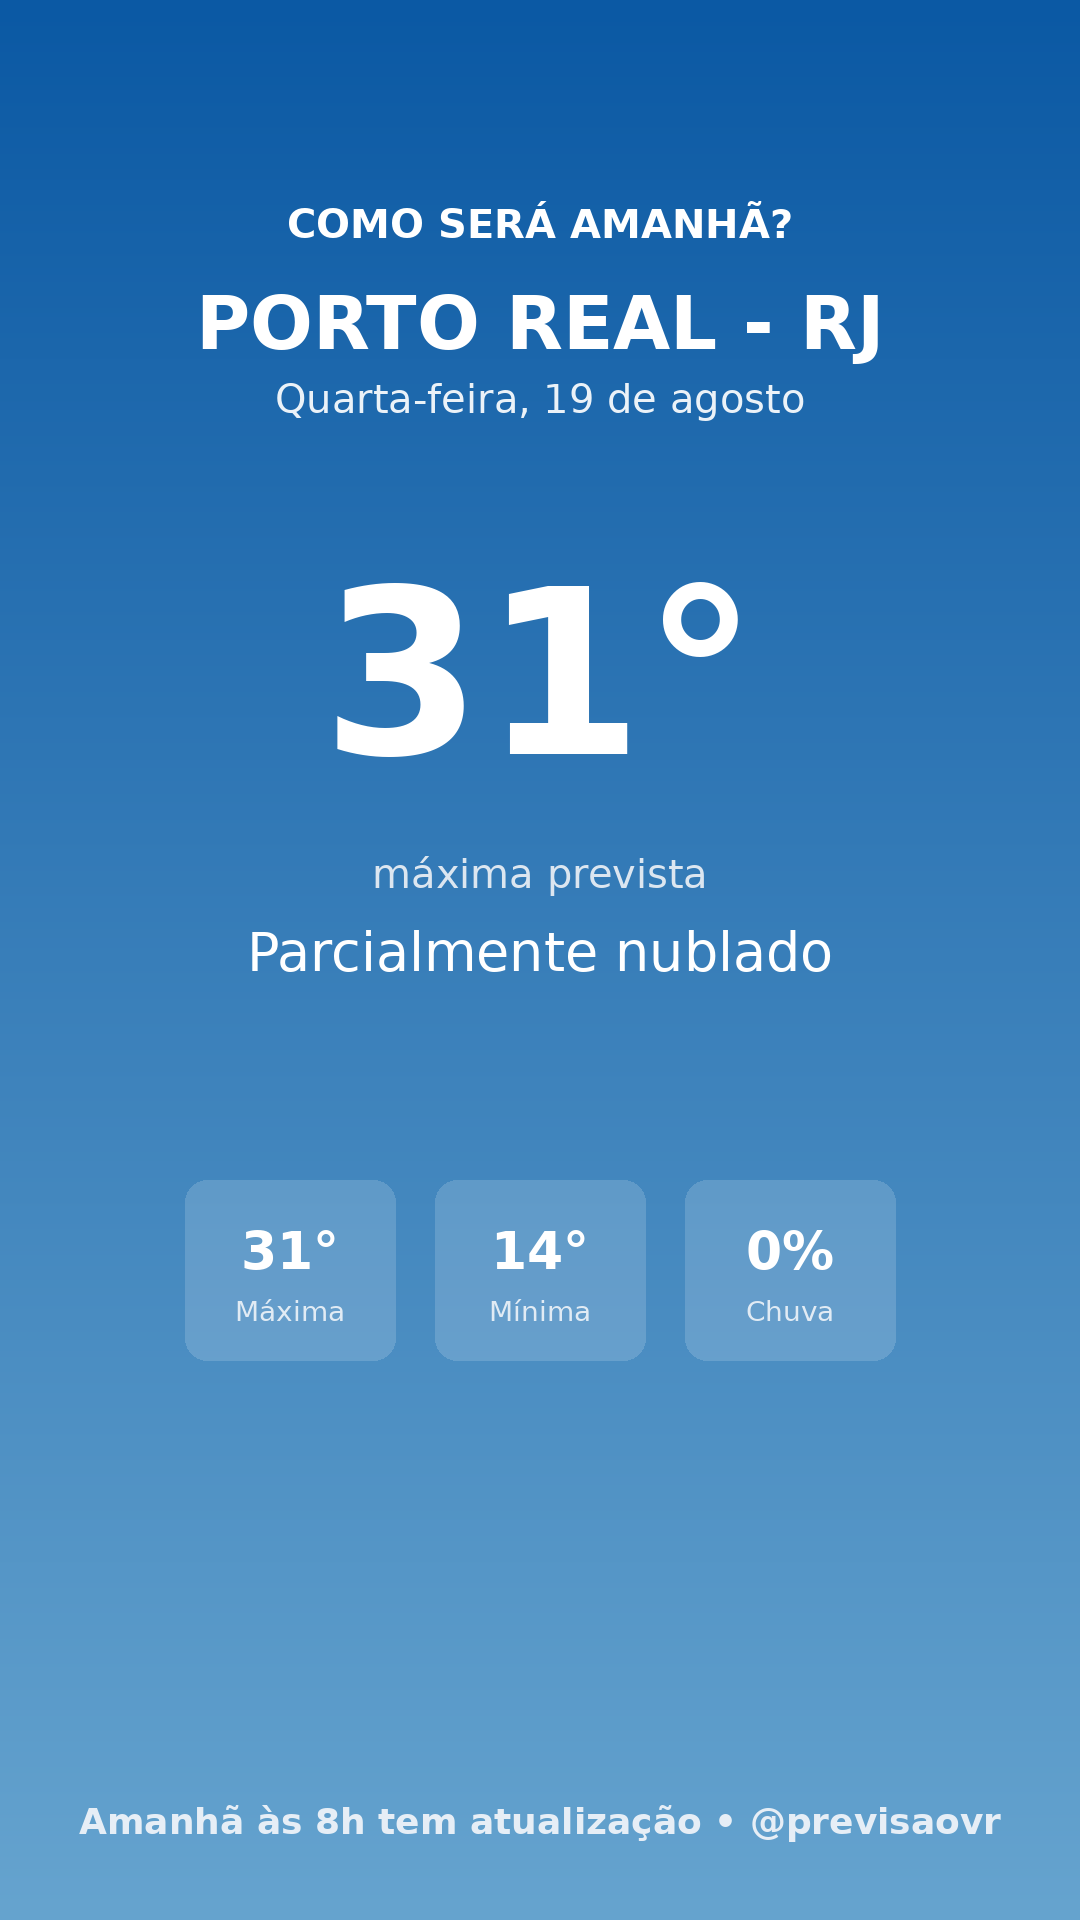 COMO SERÁ AMANHÃ?
PORTO REAL - RJ
Quarta-feira, 19 de agosto
31°
máxima prevista
Parcialmente nublado
31° 14° 0%
Máxima Mínima Chuva
Amanhã às 8h tem atualização • @previsaovr